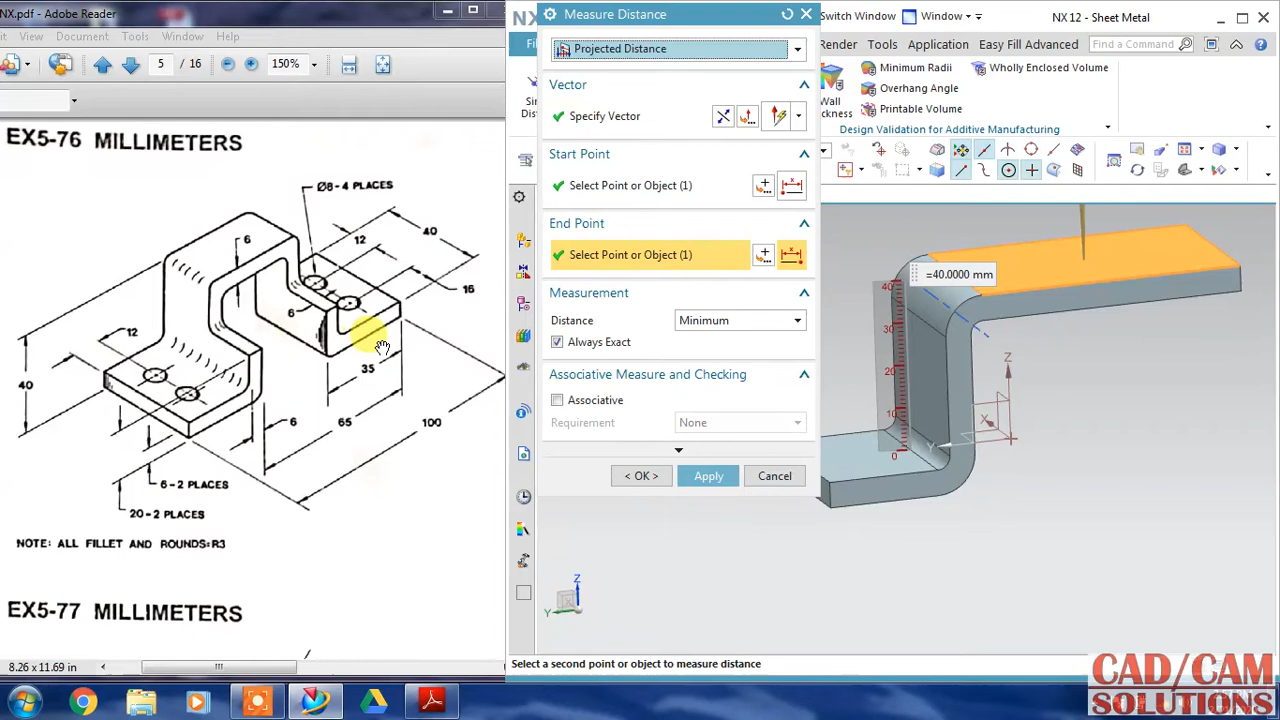 NX.pdf - Adobe Reader
View Document Tools Window Help
5 / 16 150%
EX5-76 MILLIMETERS
Ø8-4 PLACES
12
40
6
16
6
12
40
35
6
65
100
6-2 PLACES
20-2 PLACES
NOTE: ALL FILLET AND ROUNDS=R3
EX5-77 MILLIMETERS
8.26 x 11.69 in
NX
Measure Distance
Projected Distance
Vector
Specify Vector
Start Point
Select Point or Object (1)
End Point
Select Point or Object (1)
Measurement
Distance Minimum
Always Exact
Associative Measure and Checking
Associative
Requirement None
< OK > Apply Cancel
Switch Window Window NX 12 - Sheet Metal
Render Tools Application Easy Fill Advanced Find a Command
Minimum Radii Wholly Enclosed Volume
Wall Overhang Angle
Printable Volume
Design Validation for Additive Manufacturing
=40.0000 mm
40
30
20
10
0
Z
X
Y
Z
Y
Select a second point or object to measure distance
CAD/CAM
SOLUTIONS